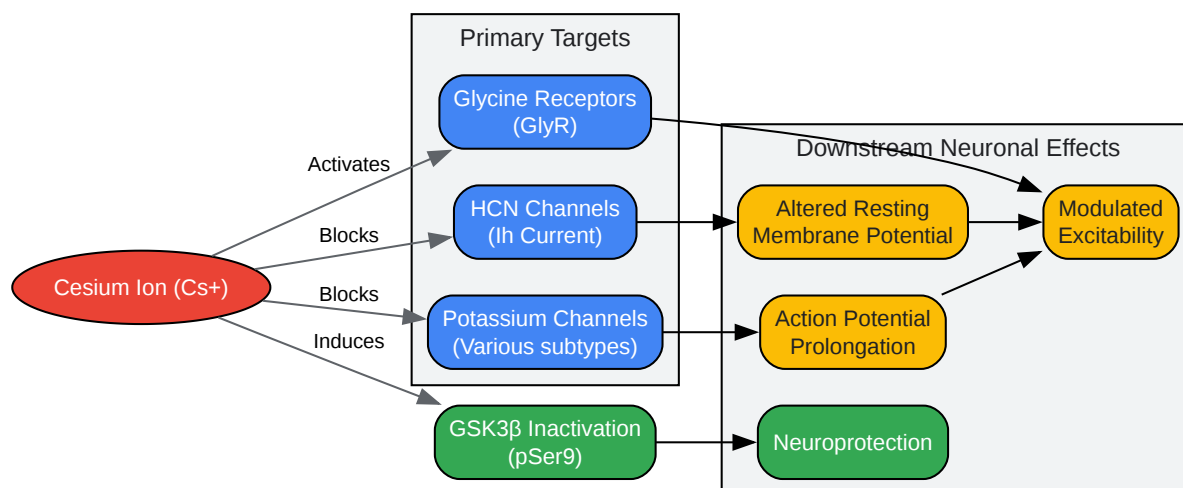 Primary Targets
Glycine Receptors
(GlyR)
Activates
Downstream Neuronal Effects
HCN Channels
(Ih Current)
Altered Resting
Membrane Potential
Modulated
Excitability
Blocks
Cesium Ion (Cs+)
Blocks
Potassium Channels
(Various subtypes)
Action Potential
Prolongation
Induces
GSK3β Inactivation
(pSer9)
Neuroprotection